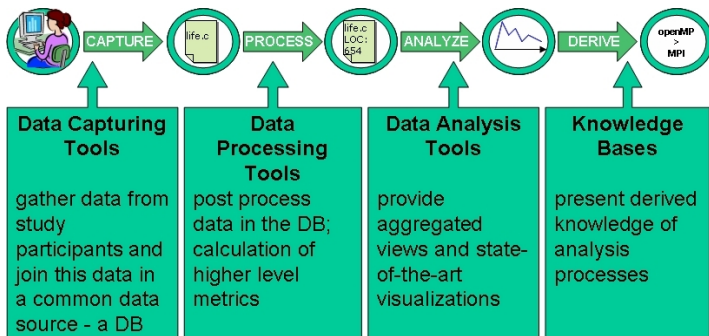 CAPTURE
life.c
PROCESS
life.c
LOC:
654
ANALYZE
DERIVE
openMP
>
MPI
Data Capturing
Tools
gather data from
study
participants and
join this data in
a common data
source - a DB
Data
Processing
Tools
post process
data in the DB;
calculation of
higher level
metrics
Data Analysis
Tools
provide
aggregated
views and state-
of-the-art
visualizations
Knowledge
Bases
present derived
knowledge of
analysis
processes